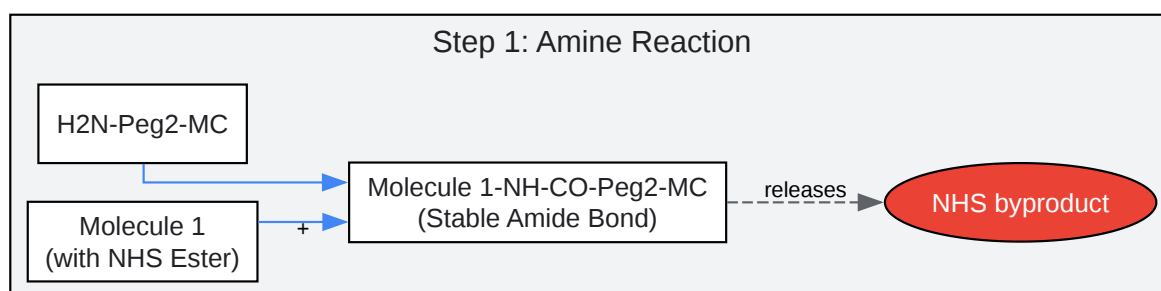 Step 1: Amine Reaction
H2N-Peg2-MC
Molecule 1
(with NHS Ester)
+
Molecule 1-NH-CO-Peg2-MC
(Stable Amide Bond)
releases
NHS byproduct